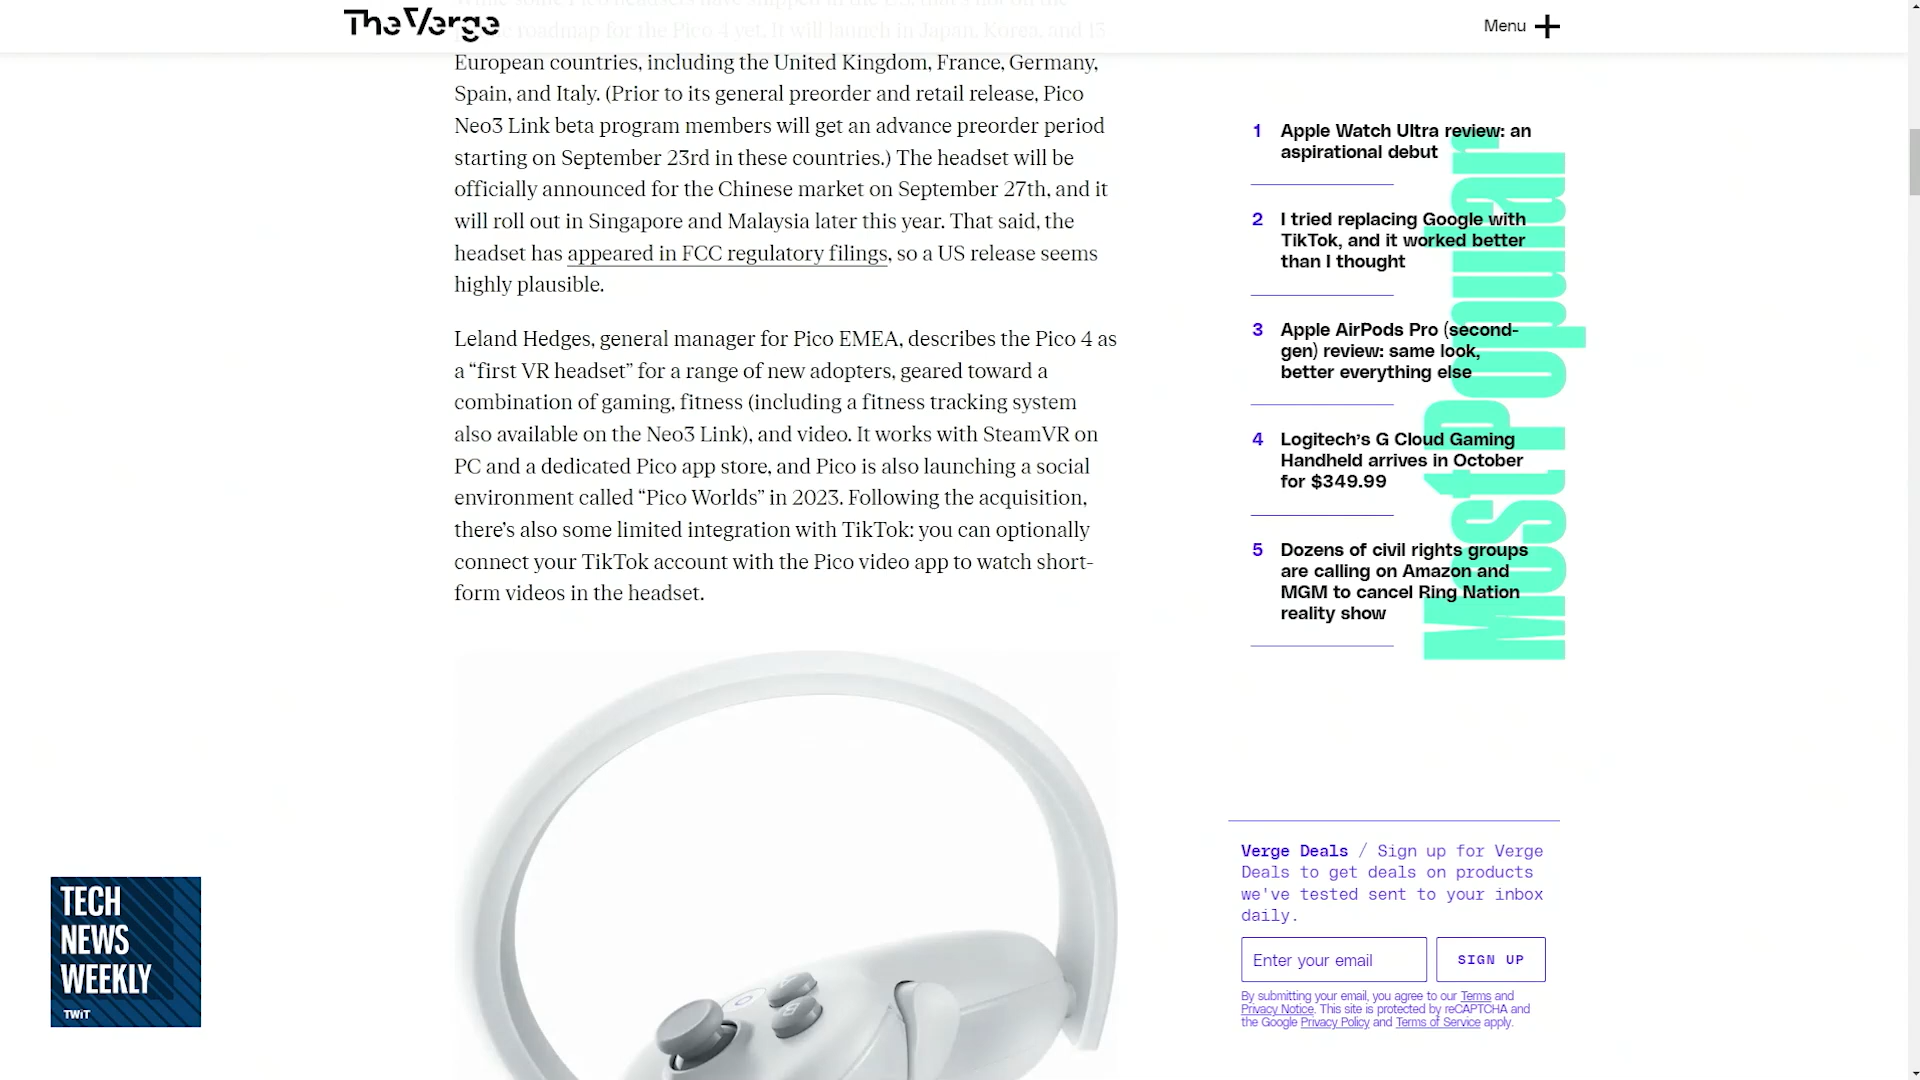 The Verge
Menu
roadmap for the Pico 4 yet. It will launch in Japan, Korea, and 13
European countries, including the United Kingdom, France, Germany,
Spain, and Italy. (Prior to its general preorder and retail release, Pico
Neo3 Link beta program members will get an advance preorder period
starting on September 23rd in these countries.) The headset will be
officially announced for the Chinese market on September 27th, and it
will roll out in Singapore and Malaysia later this year. That said, the
headset has appeared in FCC regulatory filings, so a US release seems
highly plausible.
Leland Hedges, general manager for Pico EMEA, describes the Pico 4 as
a “first VR headset” for a range of new adopters, geared toward a
combination of gaming, fitness (including a fitness tracking system
also available on the Neo3 Link), and video. It works with SteamVR on
PC and a dedicated Pico app store, and Pico is also launching a social
environment called “Pico Worlds” in 2023. Following the acquisition,
there’s also some limited integration with TikTok: you can optionally
connect your TikTok account with the Pico video app to watch short-
form videos in the headset.
Most Popular
1 Apple Watch Ultra review: an
aspirational debut
2 I tried replacing Google with
TikTok, and it worked better
than I thought
3 Apple AirPods Pro (second-
gen) review: same look,
better everything else
4 Logitech’s G Cloud Gaming
Handheld arrives in October
for $349.99
5 Dozens of civil rights groups
are calling on Amazon and
MGM to cancel Ring Nation
reality show
Verge Deals / Sign up for Verge
Deals to get deals on products
we've tested sent to your inbox
daily.
Enter your email
SIGN UP
By submitting your email, you agree to our Terms and
Privacy Notice. This site is protected by reCAPTCHA and
the Google Privacy Policy and Terms of Service apply.
TECH
NEWS
WEEKLY
TWiT